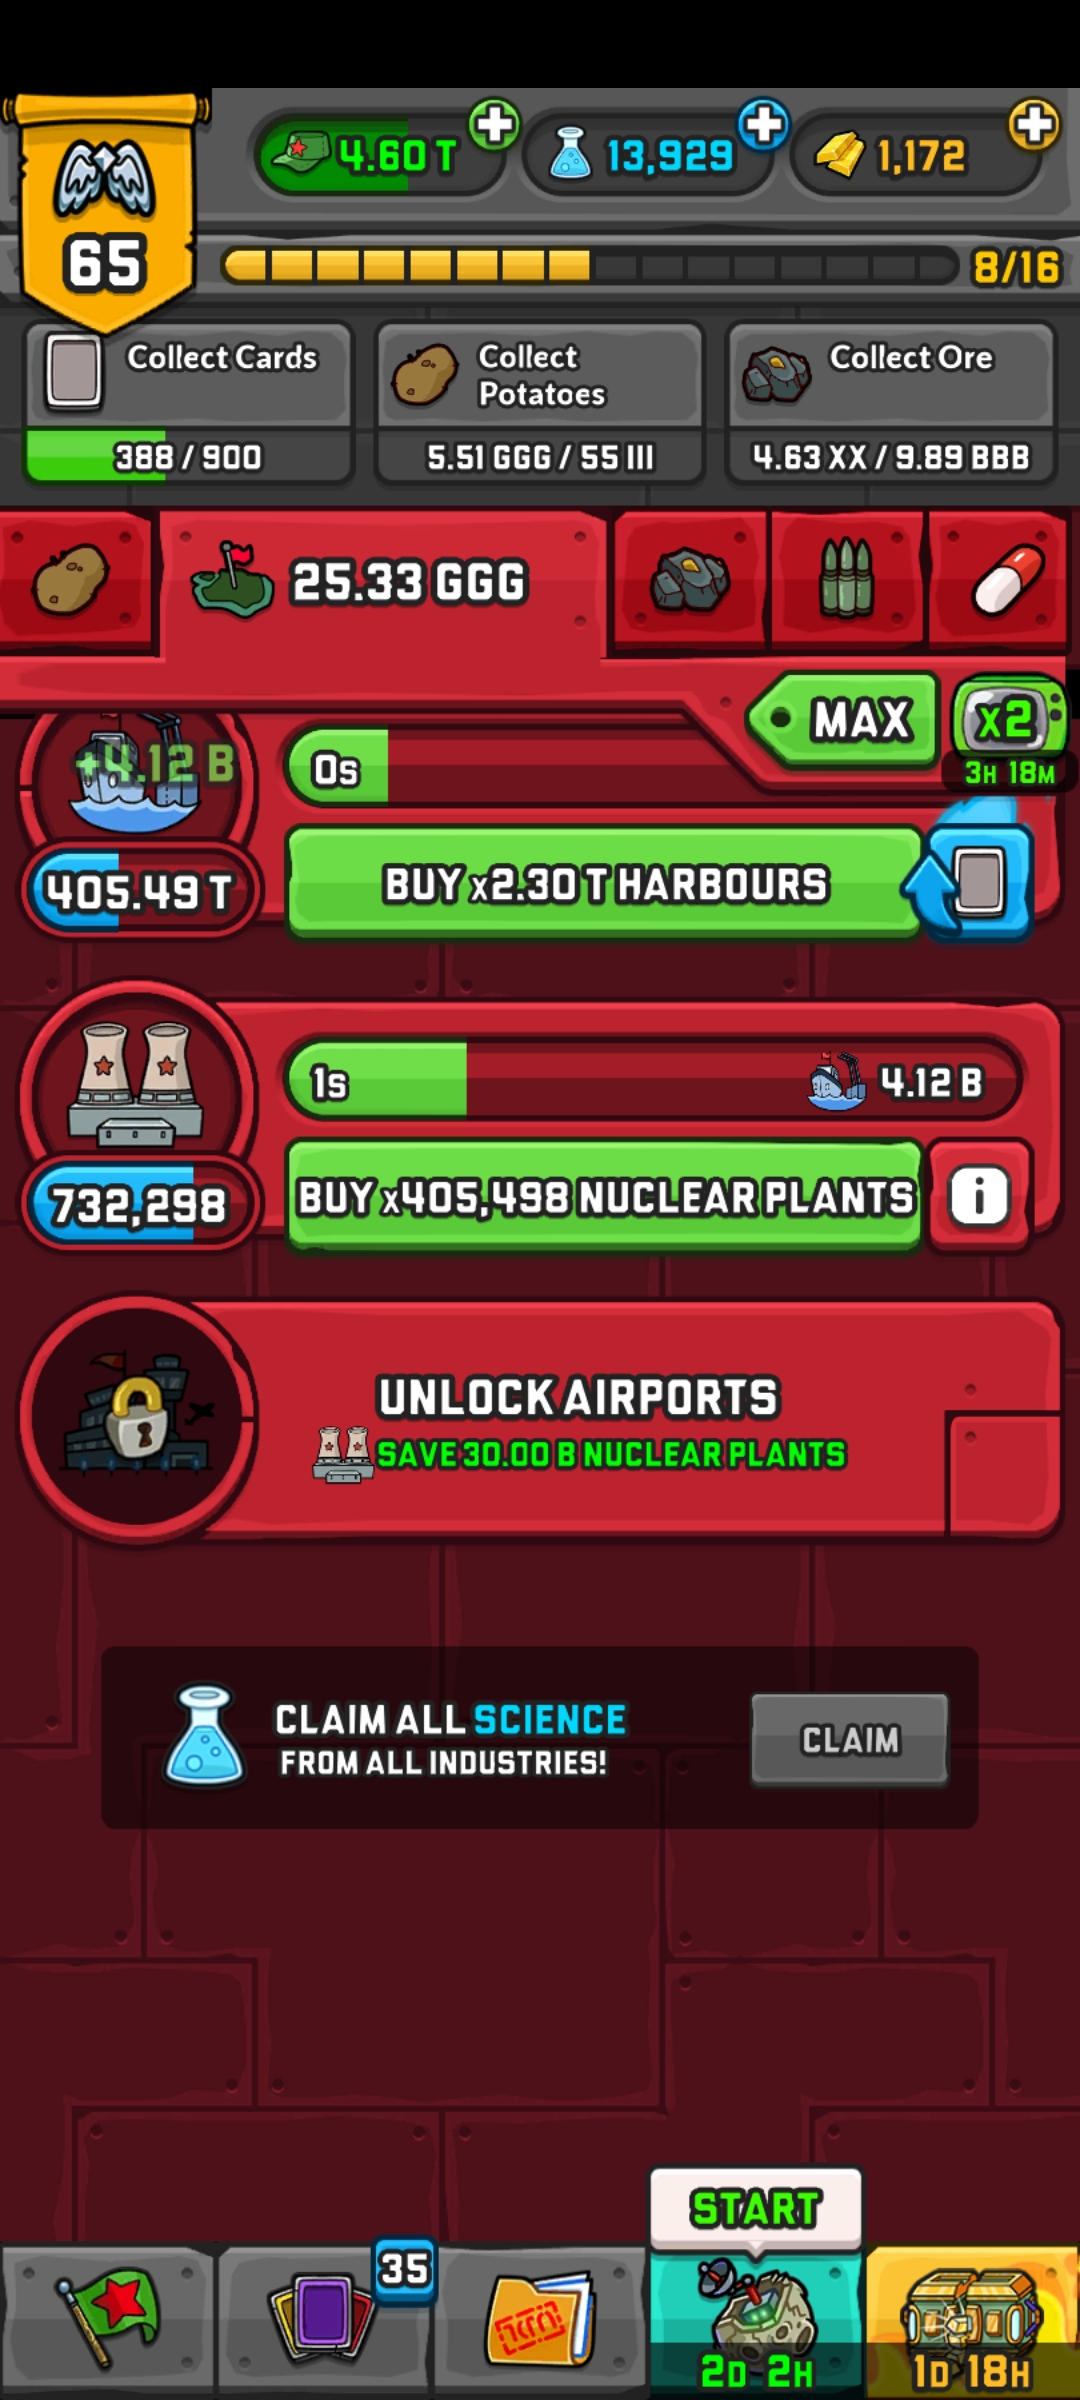 65
4.60 T
13,929
1,172
8/16
Collect Cards
388 / 900
Collect
Potatoes
5.51 GGG / 55 III
Collect Ore
4.63 XX / 9.89 BBB
25.33 GGG
MAX
x2
3H 18M
+4.12 B
0s
405.49 T
BUY x2.30 T HARBOURS
1s
4.12 B
732,298
BUY x405,498 NUCLEAR PLANTS
i
UNLOCK AIRPORTS
SAVE 30.00 B NUCLEAR PLANTS
CLAIM ALL SCIENCE
FROM ALL INDUSTRIES!
CLAIM
START
35
2D 2H
1D 18H